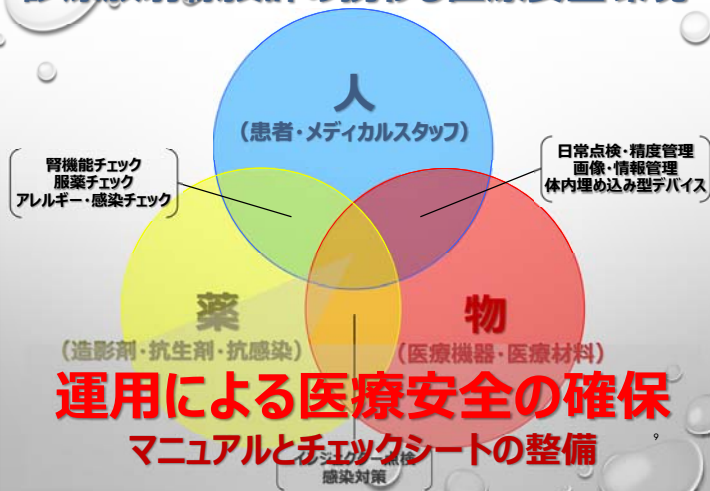 人
（患者・メディカルスタッフ）
腎機能チェック
服薬チェック
アレルギー・感染チェック
日常点検・精度管理
画像・情報管理
体内埋め込み型デバイス
薬
（造影剤・抗生剤・抗感染）
物
（医療機器・医療材料）
運用による医療安全の確保
マニュアルとチェックシートの整備
9
感染対策